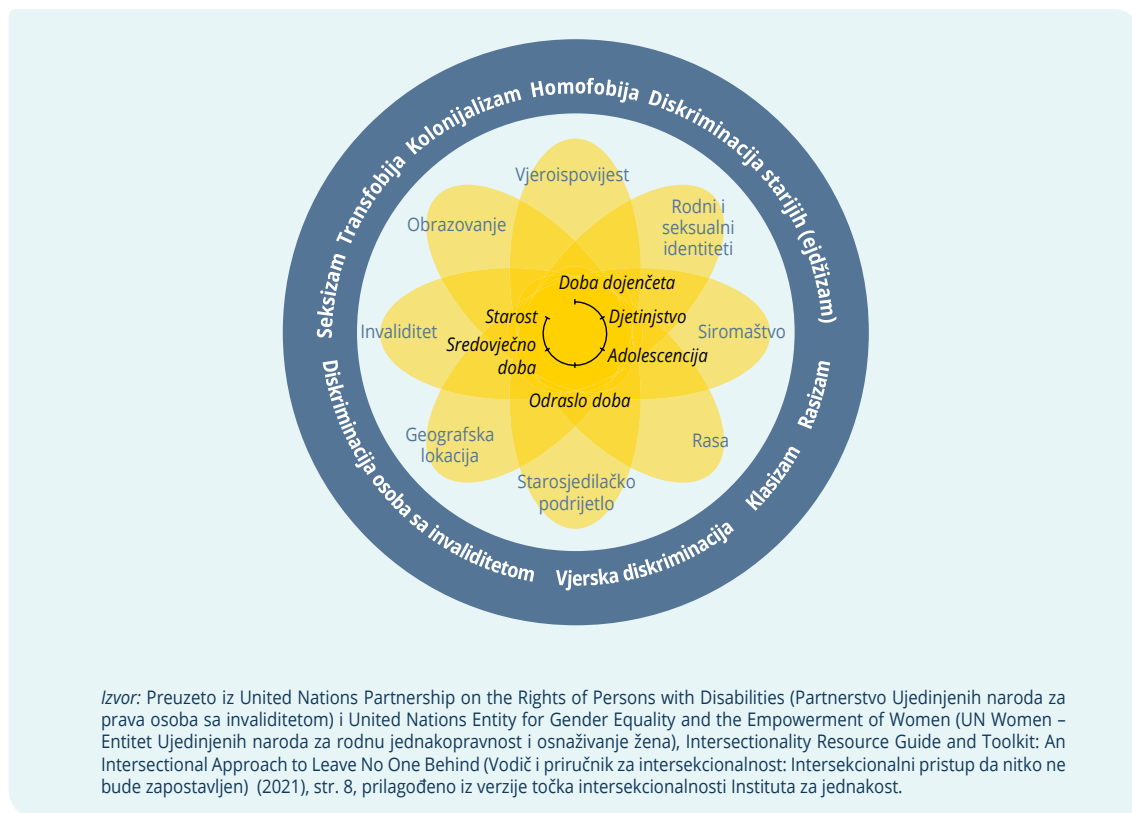 Seksizam Transfobija Kolonijalizam Homofobija Diskriminacija starijih (ejdžizam)
Rasizam
Klasizam
Vjerska diskriminacija
Diskriminacija osoba sa invaliditetom
Vjeroispovijest
Rodni i
seksualni
identiteti
Siromaštvo
Rasa
Starosjedilačko
podrijetlo
Geografska
lokacija
Invaliditet
Obrazovanje
Doba dojenčeta
Djetinjstvo
Adolescencija
Odraslo doba
Sredovječno
doba
Starost
Izvor: Preuzeto iz United Nations Partnership on the Rights of Persons with Disabilities (Partnerstvo Ujedinjenih naroda za
prava osoba sa invaliditetom) i United Nations Entity for Gender Equality and the Empowerment of Women (UN Women –
Entitet Ujedinjenih naroda za rodnu jednakopravnost i osnaživanje žena), Intersectionality Resource Guide and Toolkit: An
Intersectional Approach to Leave No One Behind (Vodič i priručnik za intersekcionalnost: Intersekcionalni pristup da nitko ne
bude zapostavljen) (2021), str. 8, prilagođeno iz verzije točka intersekcionalnosti Instituta za jednakost.